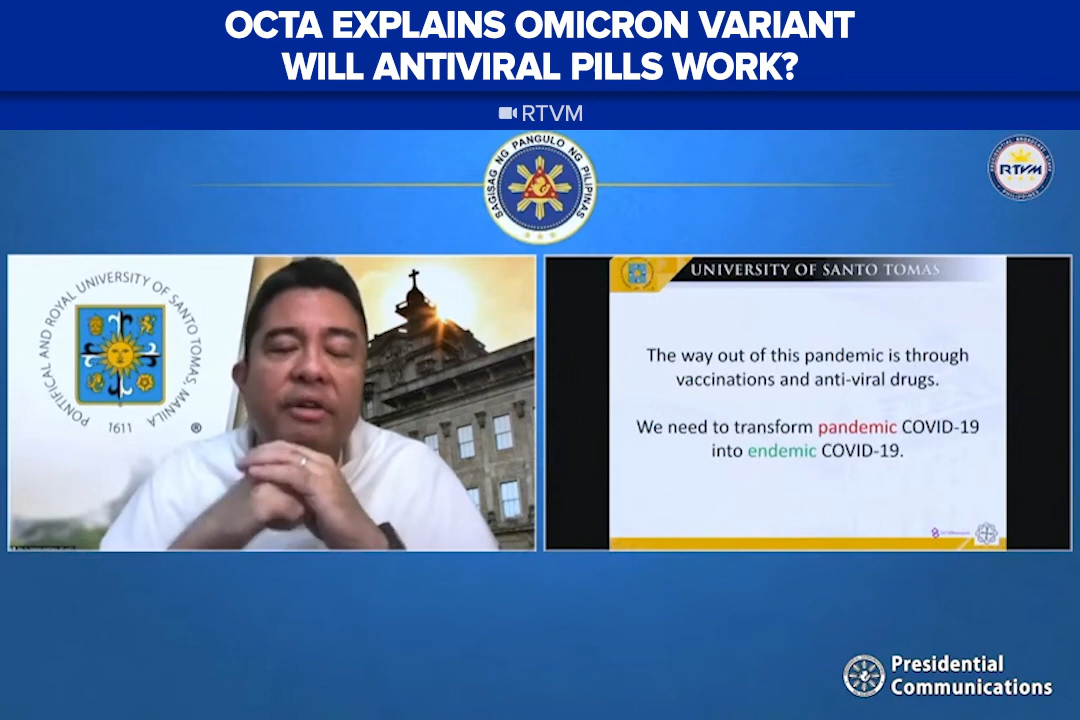 OCTA EXPLAINS OMICRON VARIANT
WILL ANTIVIRAL PILLS WORK?
RTVM
SAGISAG NG PANGULO NG PILIPINAS
RTVM
PONTIFICAL AND ROYAL UNIVERSITY OF SANTO TOMAS, MANILA
1611
®
UNIVERSITY OF SANTO TOMAS
The way out of this pandemic is through
vaccinations and anti-viral drugs.
We need to transform pandemic COVID-19
into endemic COVID-19.
Presidential
Communications